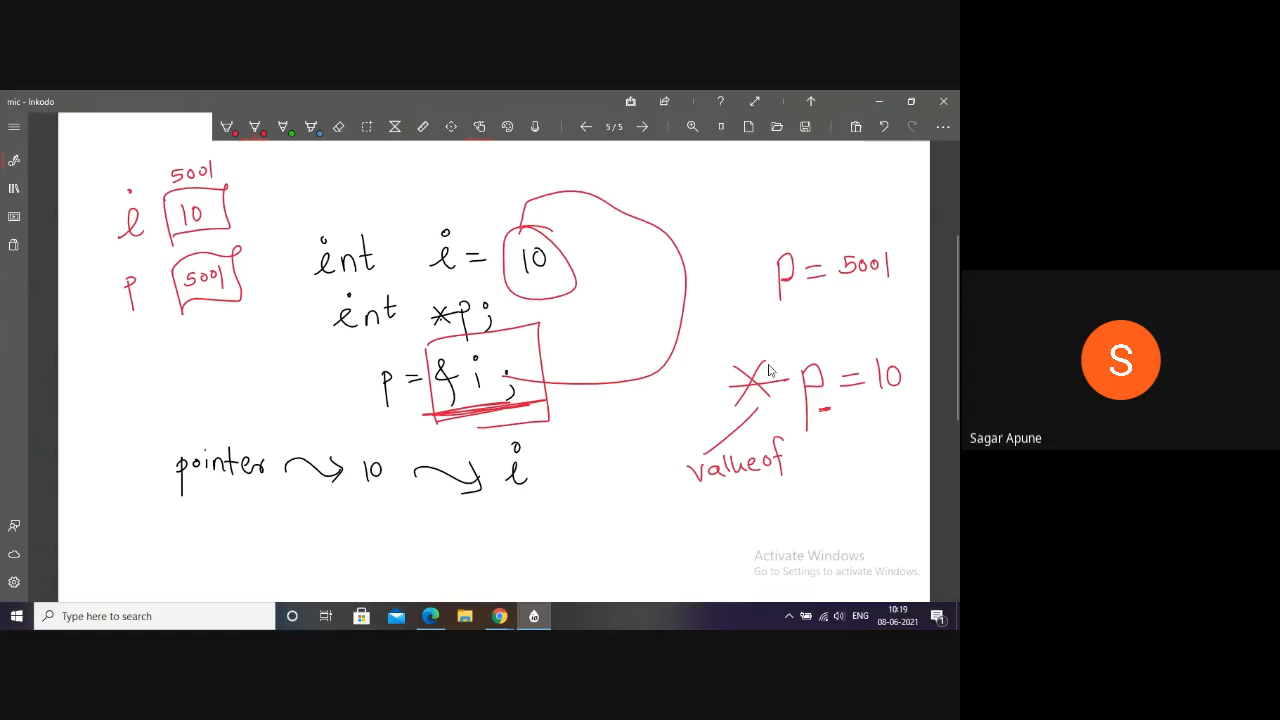 mic - Inkodo
5/5
5001
i 10
p 5001
int i = 10
int *p;
p = &i;
pointer 10 i
p = 5001
* p = 10
valueof
Sagar Apune
Activate Windows
Go to Settings to activate Windows.
Type here to search
ENG
10:19
08-06-2021
S